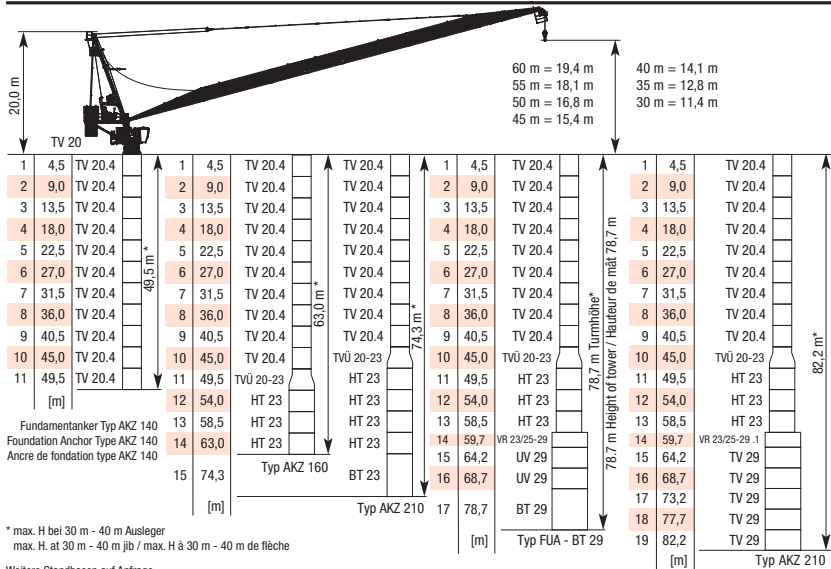 20,0 m
TV 20
60 m = 19,4 m
55 m = 18,1 m
50 m = 16,8 m
45 m = 15,4 m
40 m = 14,1 m
35 m = 12,8 m
30 m = 11,4 m
1 4,5 TV 20.4
2 9,0 TV 20.4
3 13,5 TV 20.4
4 18,0 TV 20.4
5 22,5 TV 20.4
6 27,0 TV 20.4
7 31,5 TV 20.4
8 36,0 TV 20.4
9 40,5 TV 20.4
10 45,0 TV 20.4
11 49,5 TV 20.4
[m]
49,5 m *
Fundamentanker Typ AKZ 140
Foundation Anchor Type AKZ 140
Ancre de fondation type AKZ 140
1 4,5 TV 20.4 TV 20.4
2 9,0 TV 20.4 TV 20.4
3 13,5 TV 20.4 TV 20.4
4 18,0 TV 20.4 TV 20.4
5 22,5 TV 20.4 TV 20.4
6 27,0 TV 20.4 TV 20.4
7 31,5 TV 20.4 TV 20.4
8 36,0 TV 20.4 TV 20.4
9 40,5 TV 20.4 TV 20.4
10 45,0 TV 20.4 TVÜ 20-23
11 49,5 TVÜ 20-23 HT 23
12 54,0 HT 23 HT 23
13 58,5 HT 23 HT 23
14 63,0 HT 23 HT 23
15 74,3 BT 23
[m]
63,0 m *
Typ AKZ 160
74,3 m *
Typ AKZ 210
1 4,5 TV 20.4
2 9,0 TV 20.4
3 13,5 TV 20.4
4 18,0 TV 20.4
5 22,5 TV 20.4
6 27,0 TV 20.4
7 31,5 TV 20.4
8 36,0 TV 20.4
9 40,5 TV 20.4
10 45,0 TVÜ 20-23
11 49,5 HT 23
12 54,0 HT 23
13 58,5 HT 23
14 59,7 VR 23/25-29
15 64,2 UV 29
16 68,7 UV 29
17 78,7 BT 29
[m]
78,7 m Turmhöhe*
78.7 m Height of tower / Hauteur de mât 78,7 m
Typ FUA - BT 29
1 4,5 TV 20.4
2 9,0 TV 20.4
3 13,5 TV 20.4
4 18,0 TV 20.4
5 22,5 TV 20.4
6 27,0 TV 20.4
7 31,5 TV 20.4
8 36,0 TV 20.4
9 40,5 TV 20.4
10 45,0 TVÜ 20-23
11 49,5 HT 23
12 54,0 HT 23
13 58,5 HT 23
14 59,7 VR 23/25-29 .1
15 64,2 TV 29
16 68,7 TV 29
17 73,2 TV 29
18 77,7 TV 29
19 82,2 TV 29
[m]
82,2 m*
Typ AKZ 210
* max. H bei 30 m - 40 m Ausleger
max. H. at 30 m - 40 m jib / max. H à 30 m - 40 m de flèche